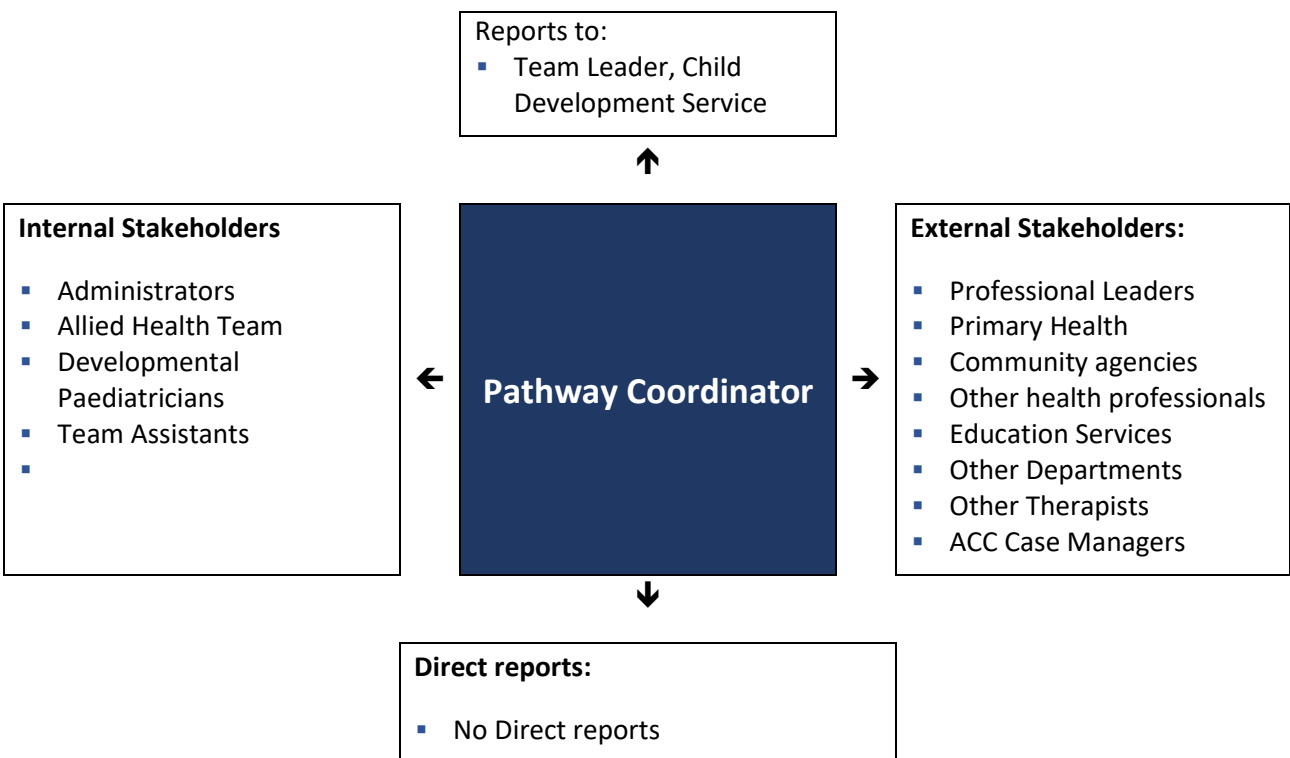 Reports to:
▪ Team Leader, Child
Development Service
↑
Internal Stakeholders
▪ Administrators
▪ Allied Health Team
▪ Developmental
Paediatricians
▪ Team Assistants
▪
←
Pathway Coordinator
→
External Stakeholders:
▪ Professional Leaders
▪ Primary Health
▪ Community agencies
▪ Other health professionals
▪ Education Services
▪ Other Departments
▪ Other Therapists
▪ ACC Case Managers
↓
Direct reports:
▪ No Direct reports